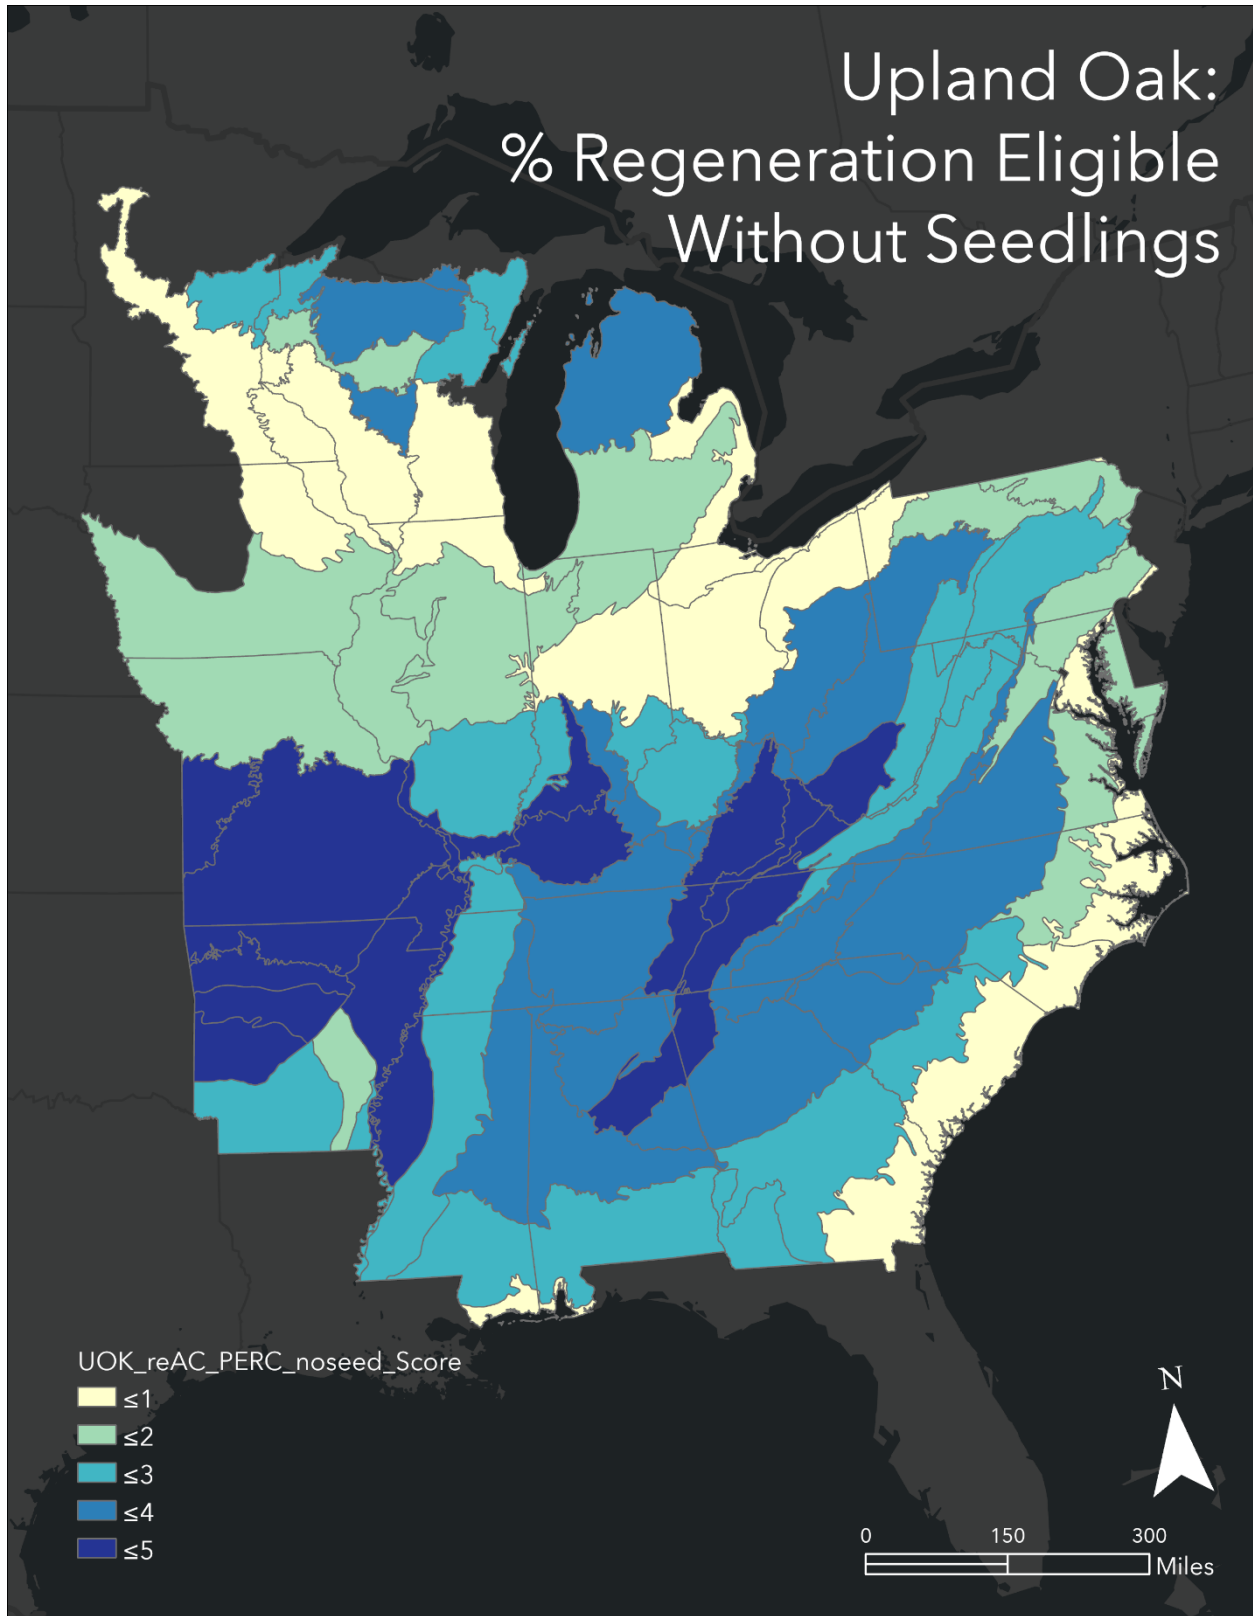 Upland Oak:
% Regeneration Eligible
Without Seedlings
UOK_reAC_PERC_noseed_Score
≤1
≤2
≤3
≤4
≤5
N
0 150 300
Miles